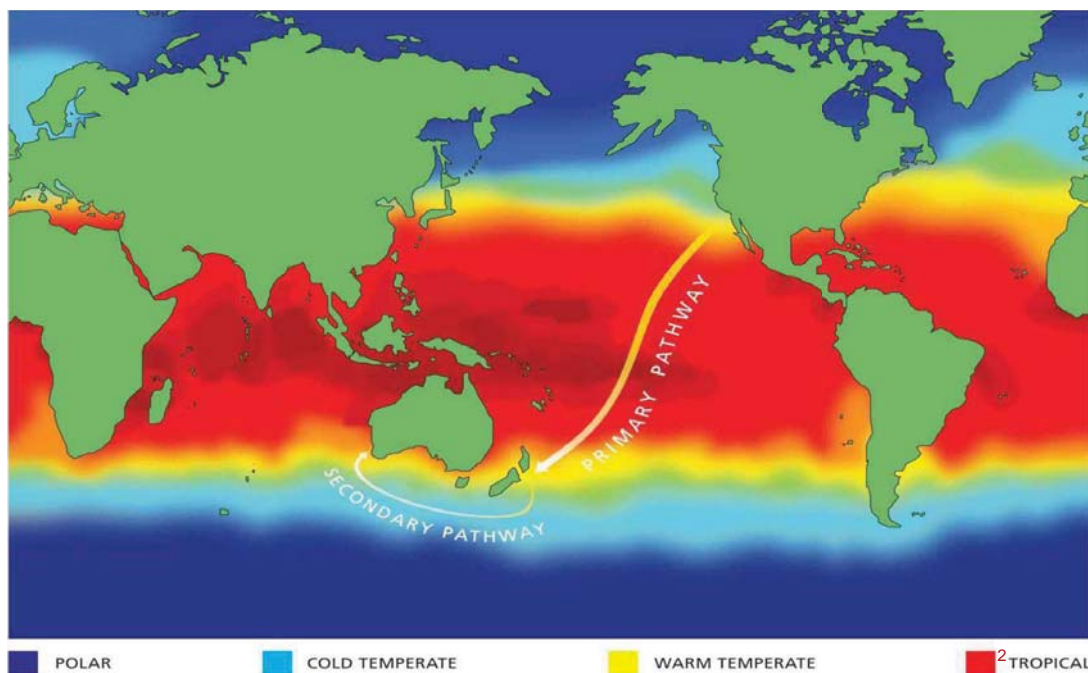 PRIMARY PATHWAY
SECONDARY PATHWAY
POLAR
COLD TEMPERATE
WARM TEMPERATE
2
TROPICAL